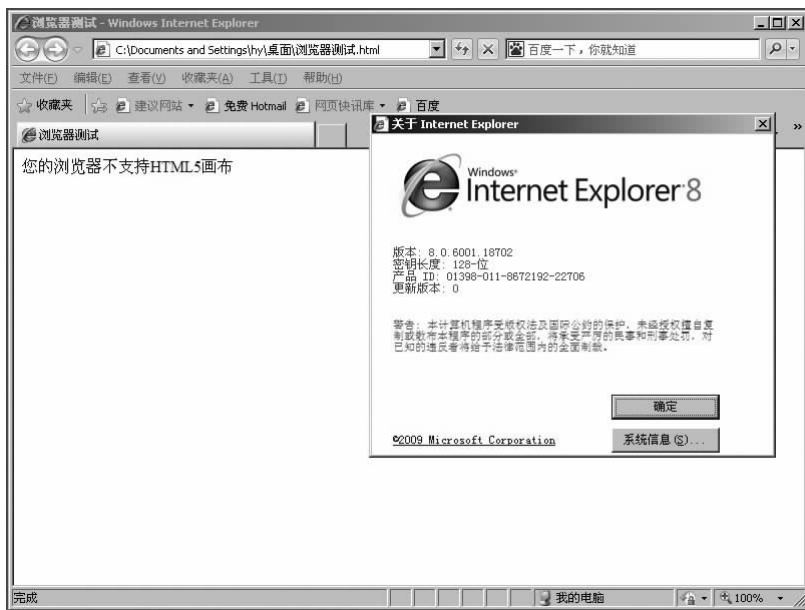 浏览器测试 - Windows Internet Explorer
C:\Documents and Settings\hy\桌面\浏览器测试.html
百度一下，你就知道
文件(F) 编辑(E) 查看(V) 收藏夹(A) 工具(T) 帮助(H)
收藏夹 建议网站 免费 Hotmail 网页快讯库 百度
浏览器测试
»
您的浏览器不支持HTML5画布
关于 Internet Explorer
Windows
Internet Explorer 8
版本: 8.0.6001.18702
密钥长度: 128-位
产品 ID: 01398-011-8672192-22706
更新版本: 0
警告: 本计算机程序受版权法及国际公约的保护，未经授权擅自复
制或散布本程序的部分或全部，将承受严厉的民事和刑事处罚，对
已知的违反者将给予法律范围内的全面制裁。
确定
©2009 Microsoft Corporation
系统信息(S)...
完成
我的电脑
100%